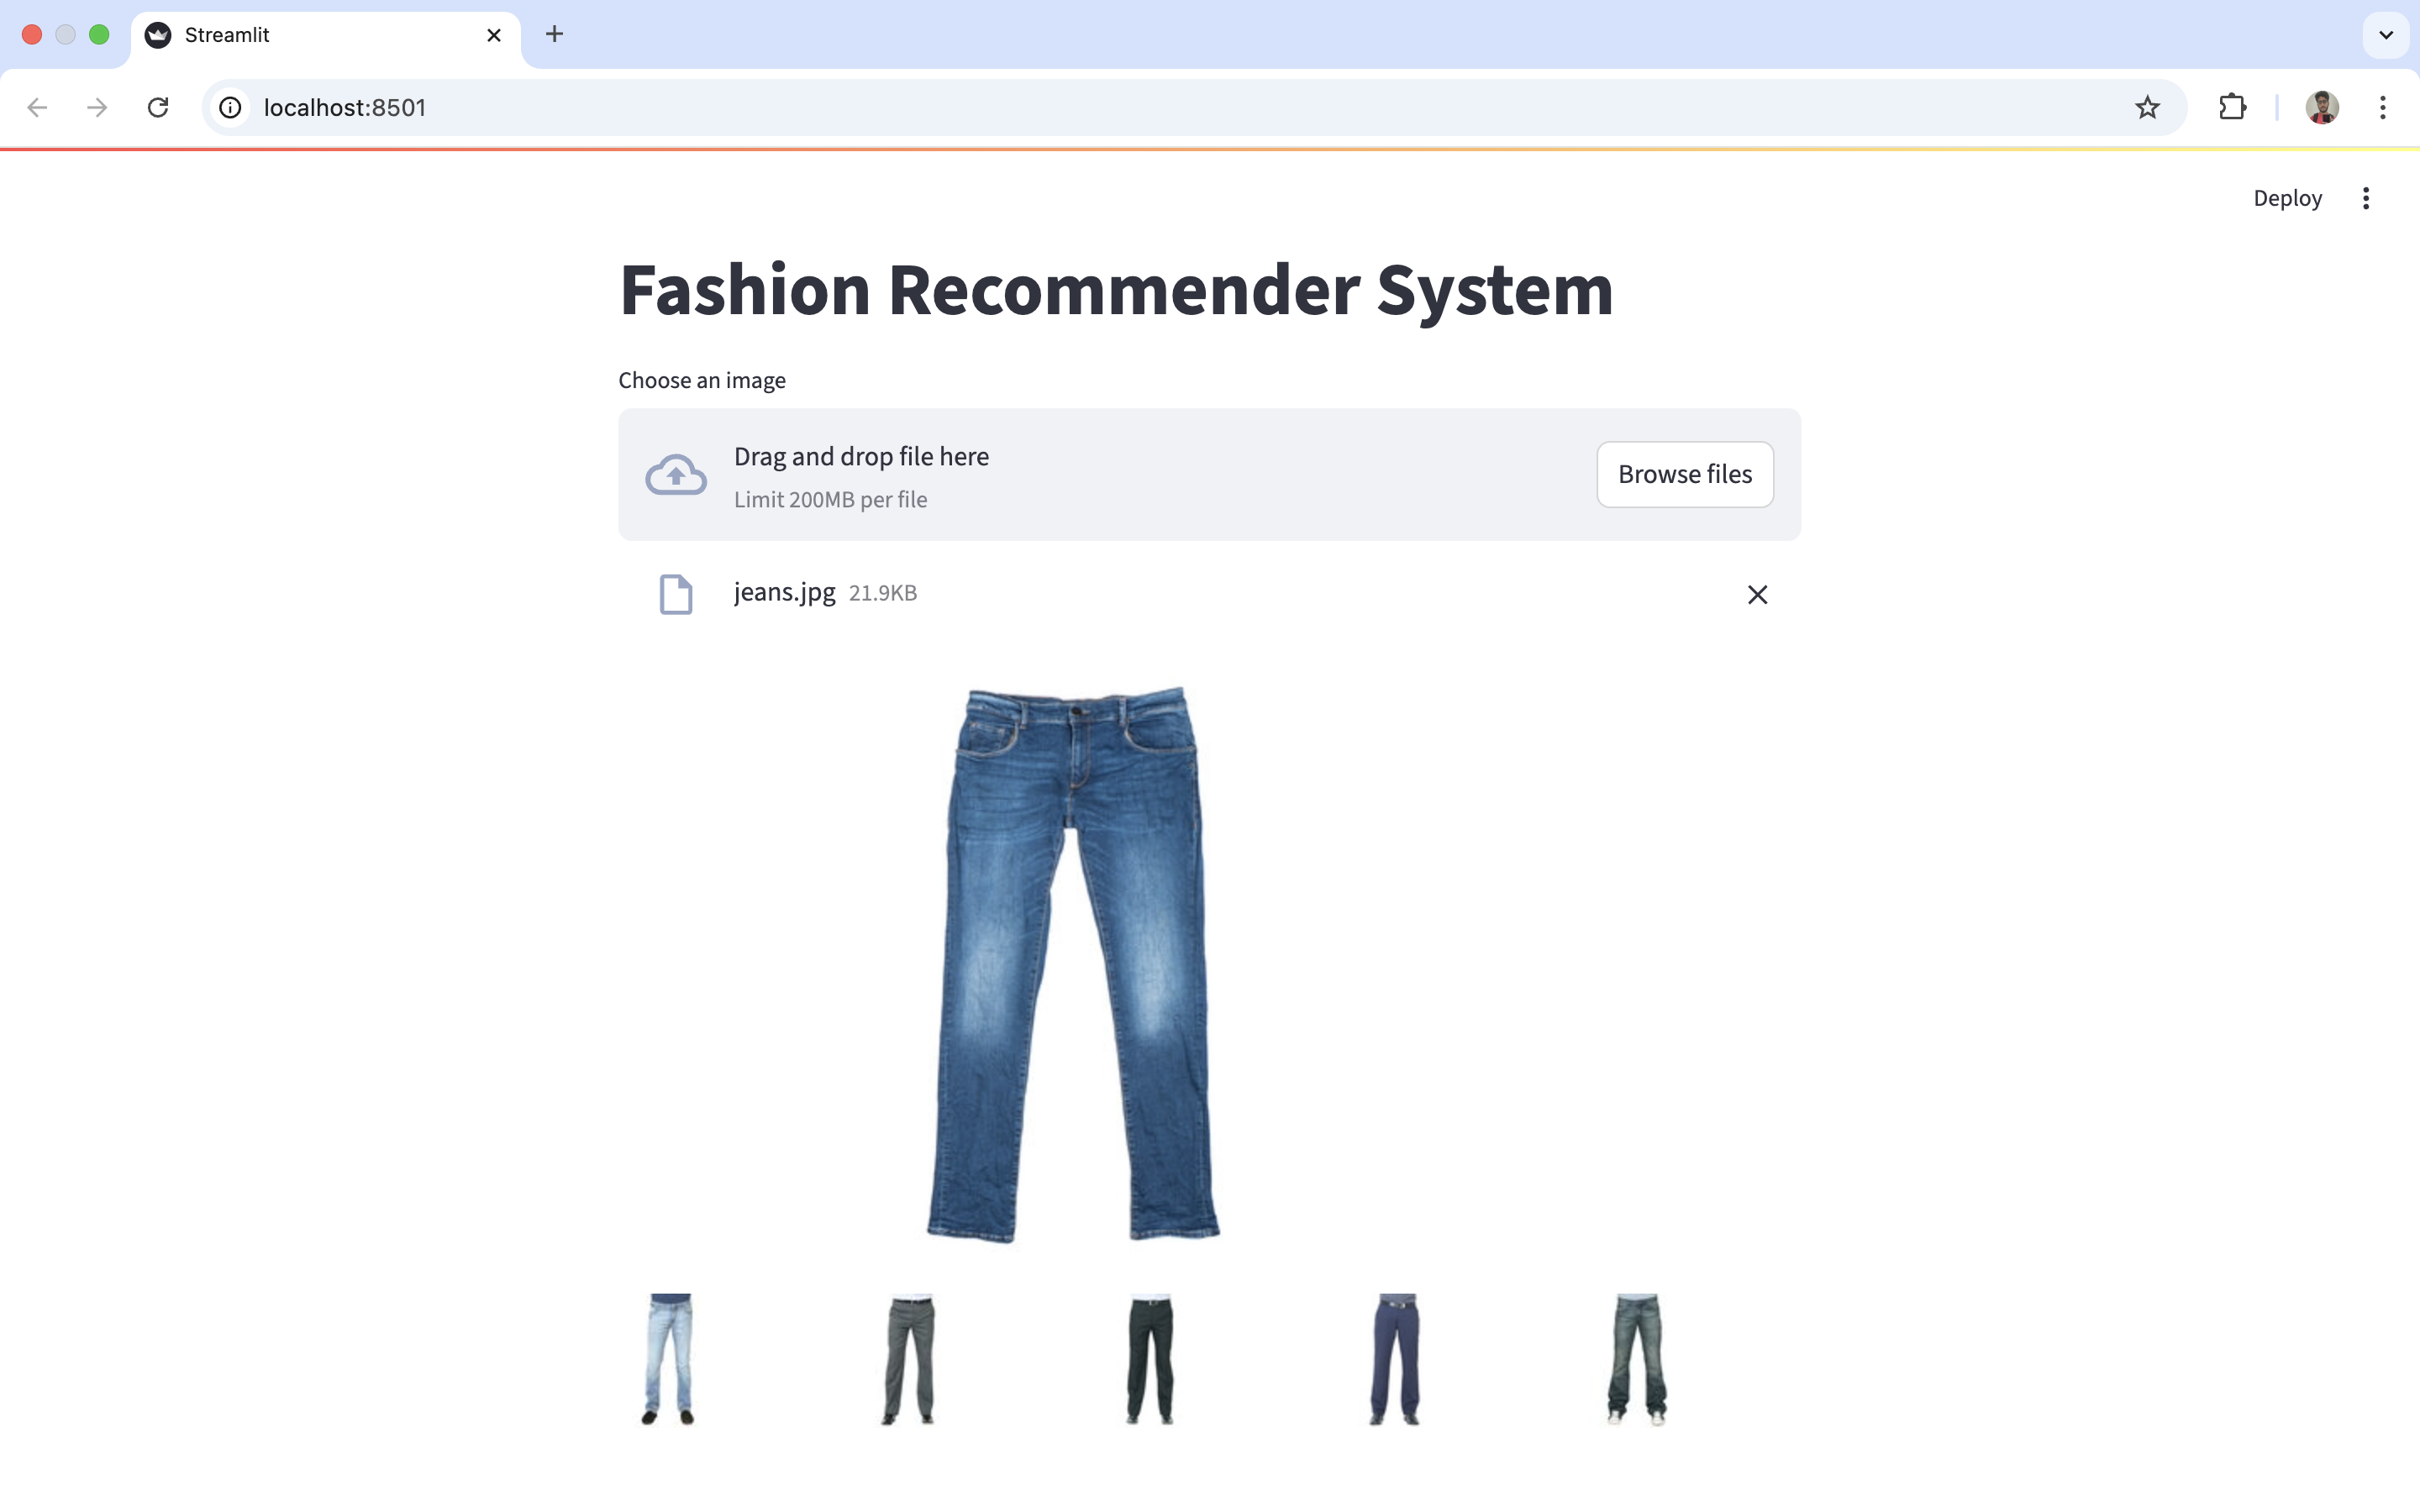 Streamlit
localhost:8501
Deploy
Fashion Recommender System
Choose an image
Drag and drop file here
Limit 200MB per file
Browse files
jeans.jpg 21.9KB